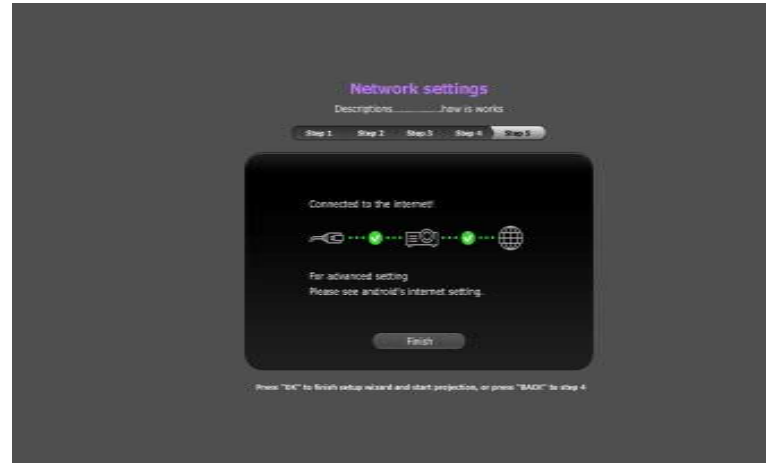 Network settings
Descriptions..............how is works
Step 1 Step 2 Step 3 Step 4 Step 5
Connected to the internet!
For advanced setting
Please see android's internet setting.
Finish
Press "OK" to finish setup wizard and start projection, or press "BACK" to step 4